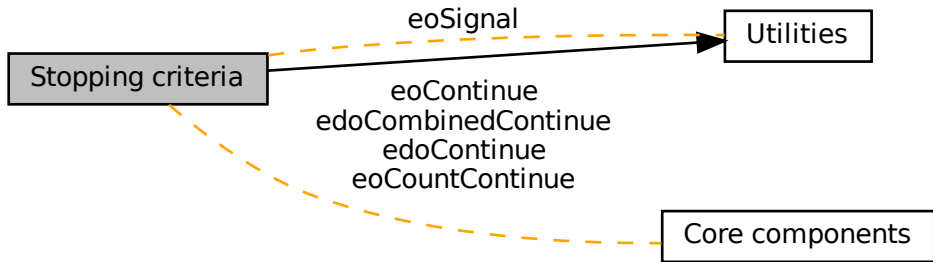 eoSignal
Utilities
Stopping criteria
eoContinue
edoCombinedContinue
edoContinue
eoCountContinue
Core components